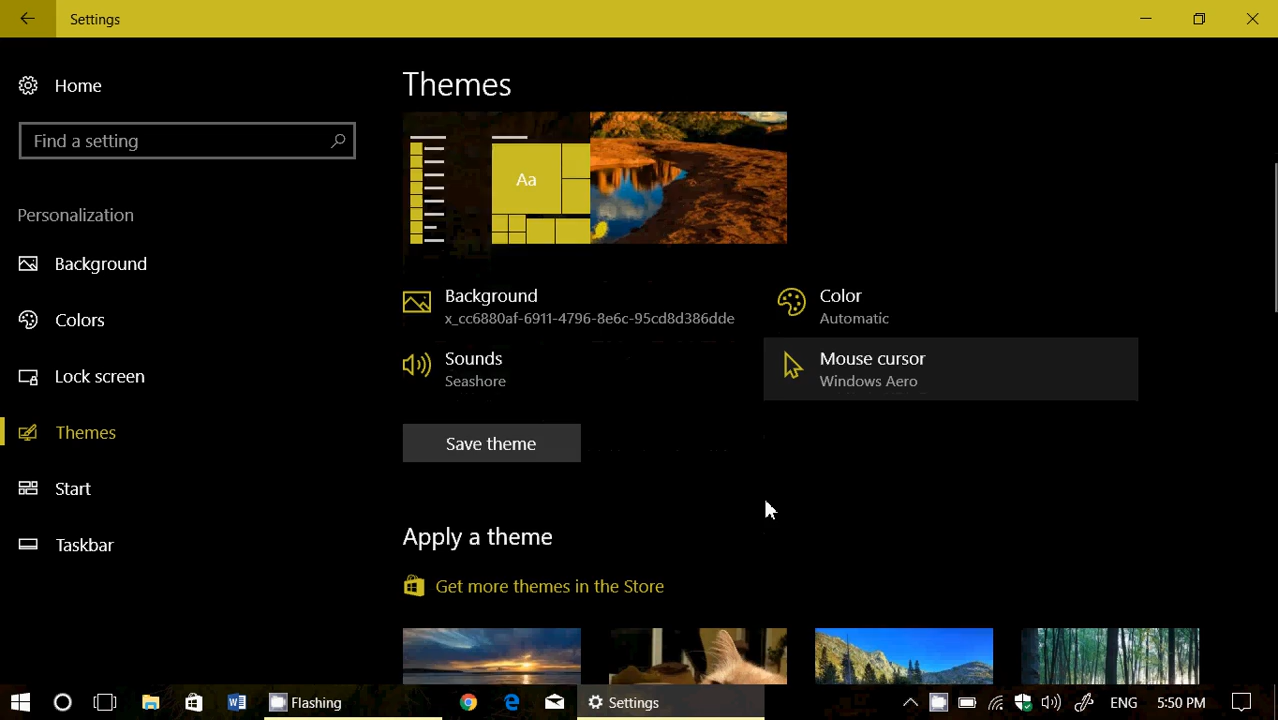 Settings
Home
Find a setting
Personalization
Background
Colors
Lock screen
Themes
Start
Taskbar
Themes
Aa
Background
x_cc6880af-6911-4796-8e6c-95cd8d386dde
Color
Automatic
Sounds
Seashore
Mouse cursor
Windows Aero
Save theme
Apply a theme
Get more themes in the Store
Flashing
Settings
ENG
5:50 PM